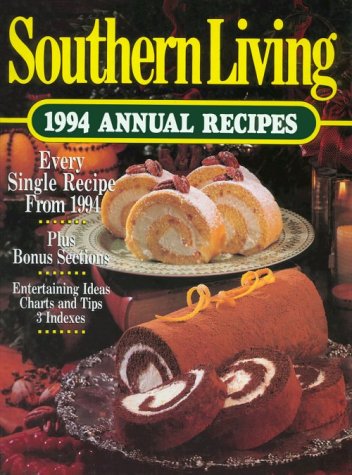 Southern Living
1994 ANNUAL RECIPES
Every
Single Recipe
From 1994
Plus
Bonus Sections
Entertaining Ideas
Charts and Tips
3 Indexes